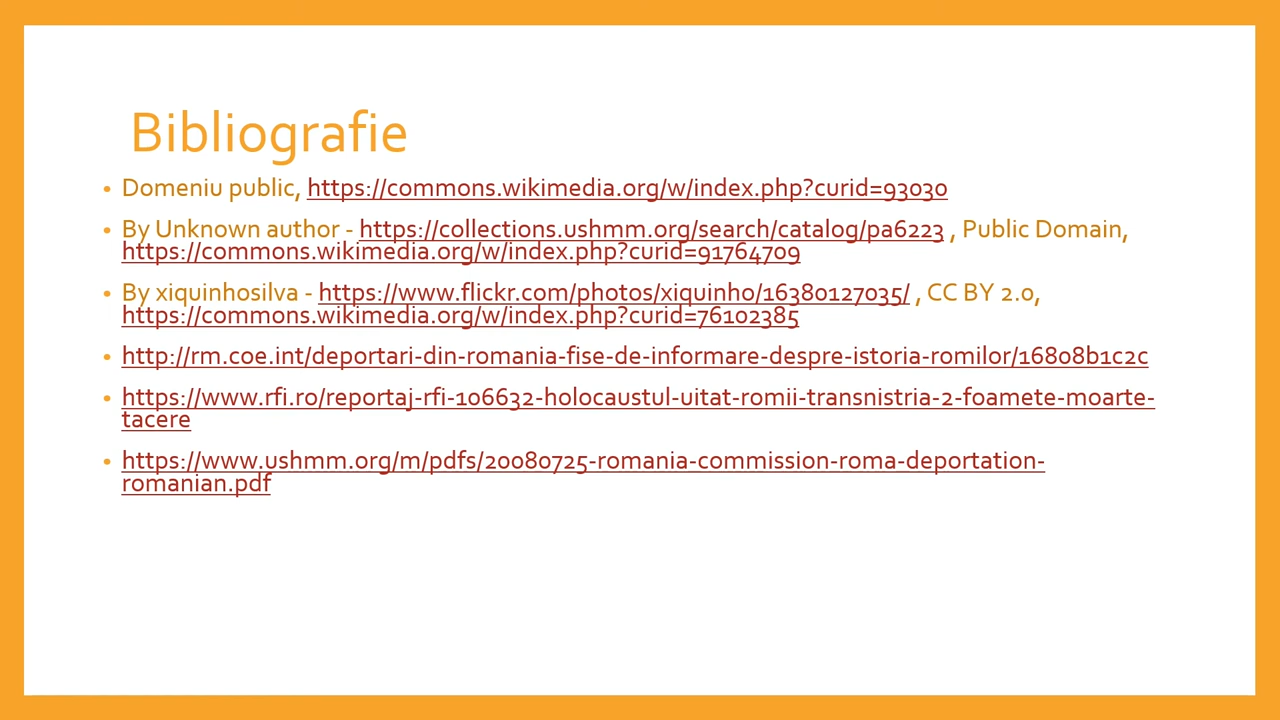 Bibliografie
• Domeniu public, https://commons.wikimedia.org/w/index.php?curid=93030
• By Unknown author - https://collections.ushmm.org/search/catalog/pa6223 , Public Domain,
https://commons.wikimedia.org/w/index.php?curid=91764709
• By xiquinhosilva - https://www.flickr.com/photos/xiquinho/16380127035/ , CC BY 2.0,
https://commons.wikimedia.org/w/index.php?curid=76102385
• http://rm.coe.int/deportari-din-romania-fise-de-informare-despre-istoria-romilor/16808b1c2c
• https://www.rfi.ro/reportaj-rfi-106632-holocaustul-uitat-romii-transnistria-2-foamete-moarte-
tacere
• https://www.ushmm.org/m/pdfs/20080725-romania-commission-roma-deportation-
romanian.pdf